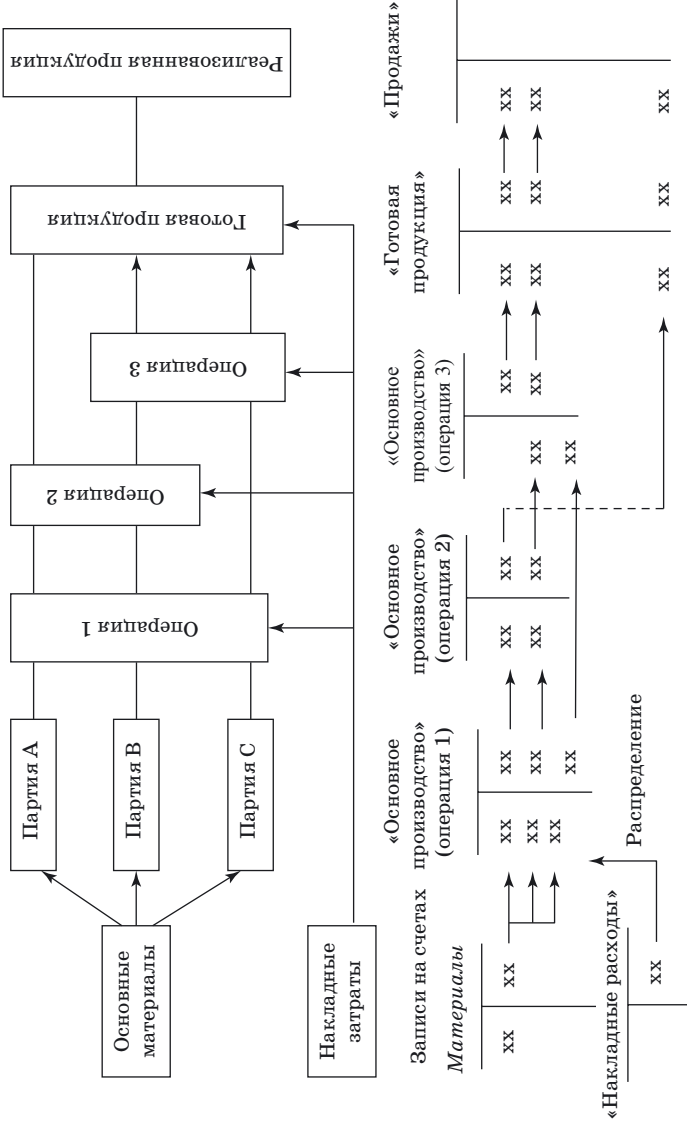 Основные
материалы
Партия А
Партия В
Партия С
Операция 1
Операция 2
Операция 3
Готовая продукция
Реализованная продукция
Накладные
затраты
Записи на счетах
Материалы
хх хх
«Основное
производство»
(операция 1)
хх хх
хх хх
хх хх
«Основное
производство»
(операция 2)
хх хх
хх хх
«Основное
производство»
(операция 3)
хх
хх хх
хх
«Готовая
продукция»
хх хх
хх хх
хх хх
«Продажи»
хх
хх
хх
«Накладные расходы»
хх
Распределение